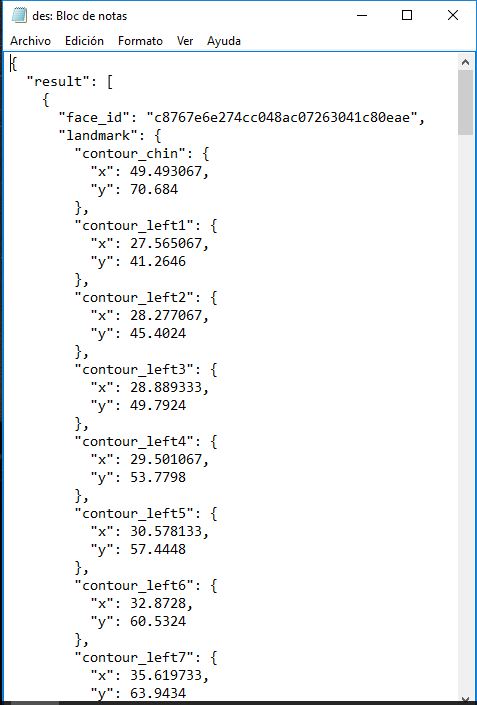 des: Bloc de notas
Archivo Edición Formato Ver Ayuda
{
  "result": [
    {
      "face_id": "c8767e6e274cc048ac07263041c80eae",
      "landmark": {
        "contour_chin": {
          "x": 49.493067,
          "y": 70.684
        },
        "contour_left1": {
          "x": 27.565067,
          "y": 41.2646
        },
        "contour_left2": {
          "x": 28.277067,
          "y": 45.4024
        },
        "contour_left3": {
          "x": 28.889333,
          "y": 49.7924
        },
        "contour_left4": {
          "x": 29.501067,
          "y": 53.7798
        },
        "contour_left5": {
          "x": 30.578133,
          "y": 57.4448
        },
        "contour_left6": {
          "x": 32.8728,
          "y": 60.5324
        },
        "contour_left7": {
          "x": 35.619733,
          "y": 63.9434